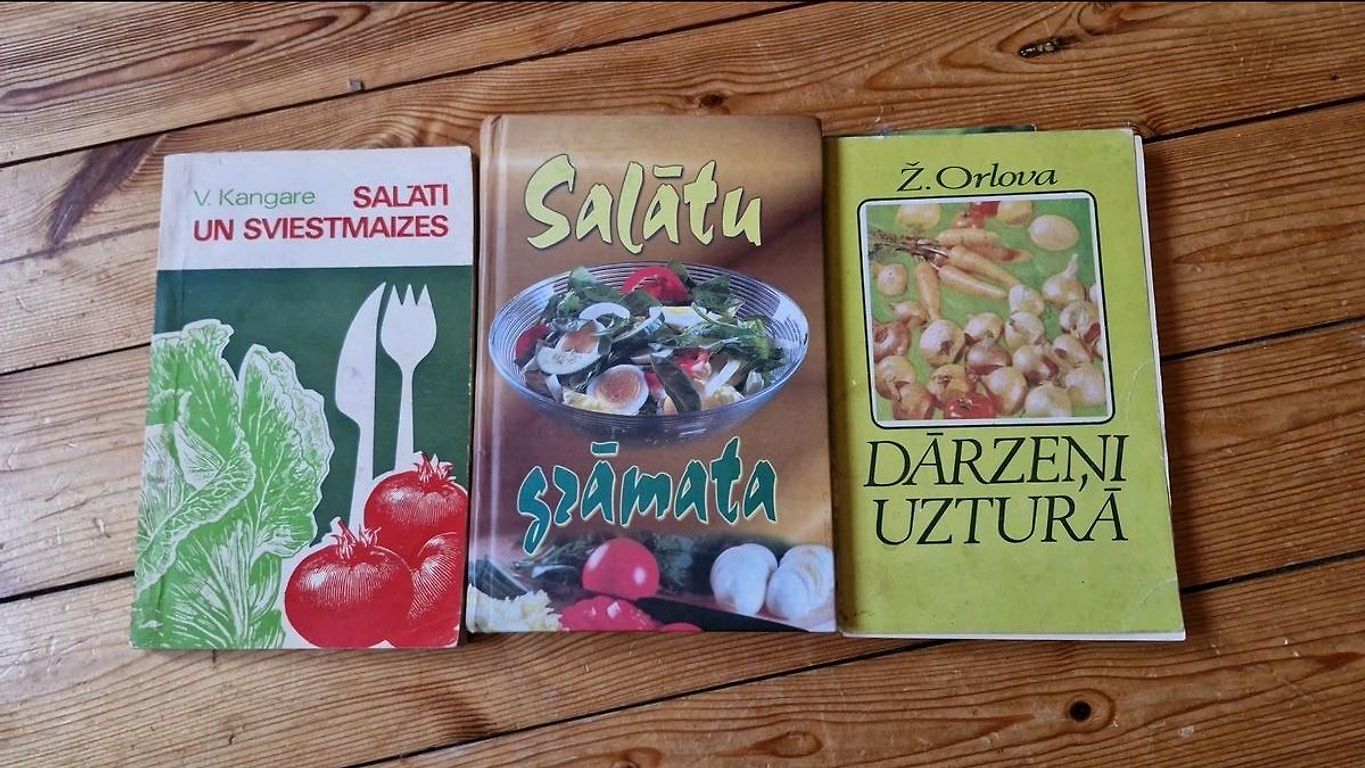 V. Kangare SALĀTI
UN SVIESTMAIZES
Salātu
grāmata
Ž. Orlova
DĀRZEŅI
UZTURĀ